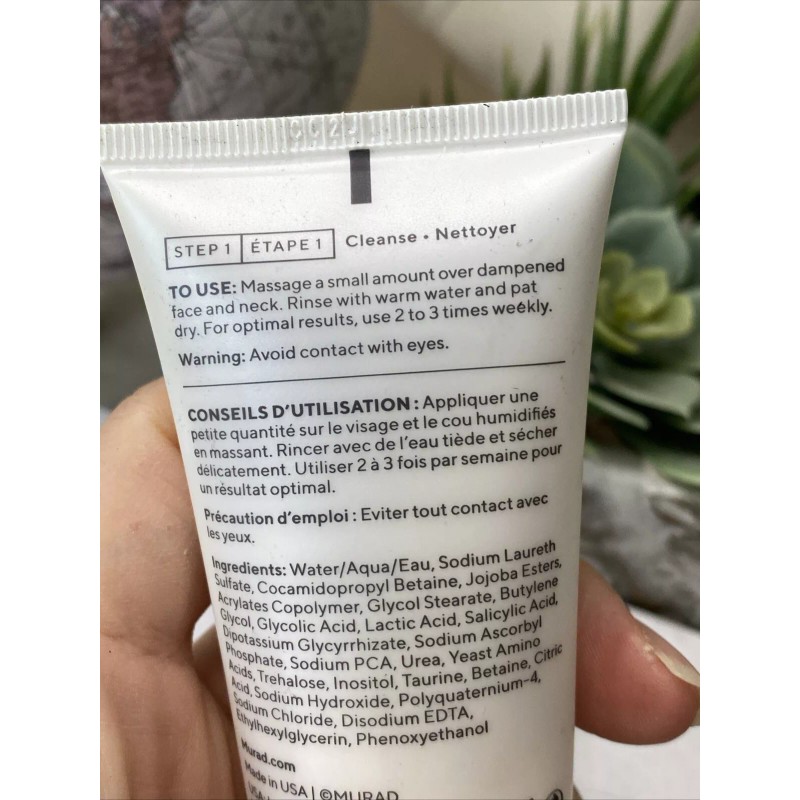 STEP 1 ÉTAPE 1 Cleanse • Nettoyer
TO USE: Massage a small amount over dampened
face and neck. Rinse with warm water and pat
dry. For optimal results, use 2 to 3 times weekly.
Warning: Avoid contact with eyes.
CONSEILS D'UTILISATION : Appliquer une
petite quantité sur le visage et le cou humidifiés
en massant. Rincer avec de l'eau tiède et sécher
délicatement. Utiliser 2 à 3 fois par semaine pour
un résultat optimal.
Précaution d'emploi : Eviter tout contact avec
les yeux.
Ingredients: Water/Aqua/Eau, Sodium Laureth
Sulfate, Cocamidopropyl Betaine, Jojoba Esters,
Acrylates Copolymer, Glycol Stearate, Butylene
Glycol, Glycolic Acid, Lactic Acid, Salicylic Acid,
Dipotassium Glycyrrhizate, Sodium Ascorbyl
Phosphate, Sodium PCA, Urea, Yeast Amino
Acids, Trehalose, Inositol, Taurine, Betaine, Citric
Acid, Sodium Hydroxide, Polyquaternium-4,
Sodium Chloride, Disodium EDTA,
Ethylhexylglycerin, Phenoxyethanol
Murad.com
Made in USA | ©MURAD